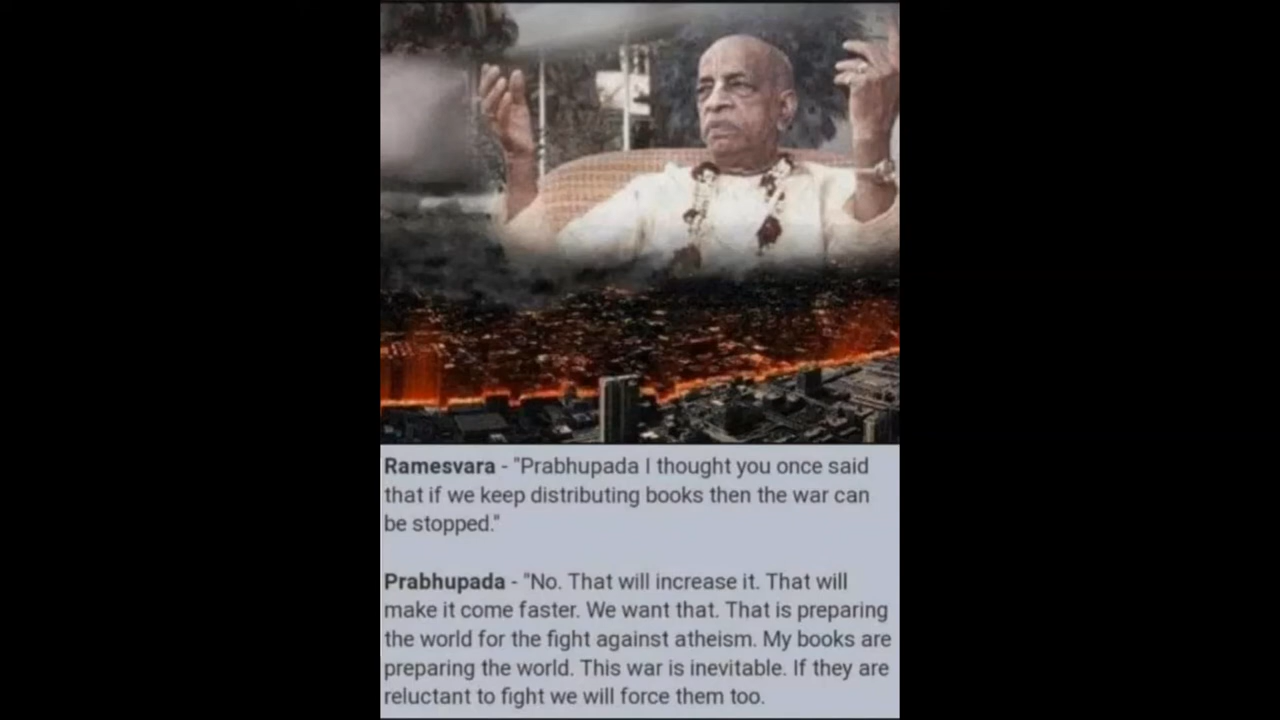 Ramesvara - "Prabhupada I thought you once said
that if we keep distributing books then the war can
be stopped."
Prabhupada - "No. That will increase it. That will
make it come faster. We want that. That is preparing
the world for the fight against atheism. My books are
preparing the world. This war is inevitable. If they are
reluctant to fight we will force them too.